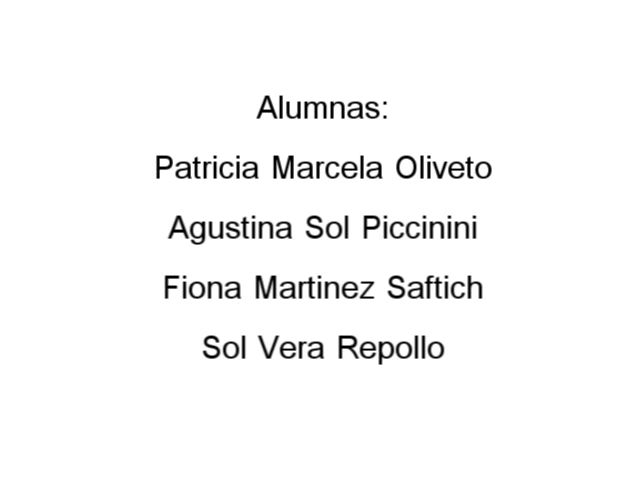 Alumnas:
Patricia Marcela Oliveto
Agustina Sol Piccinini
Fiona Martinez Saftich
Sol Vera Repollo